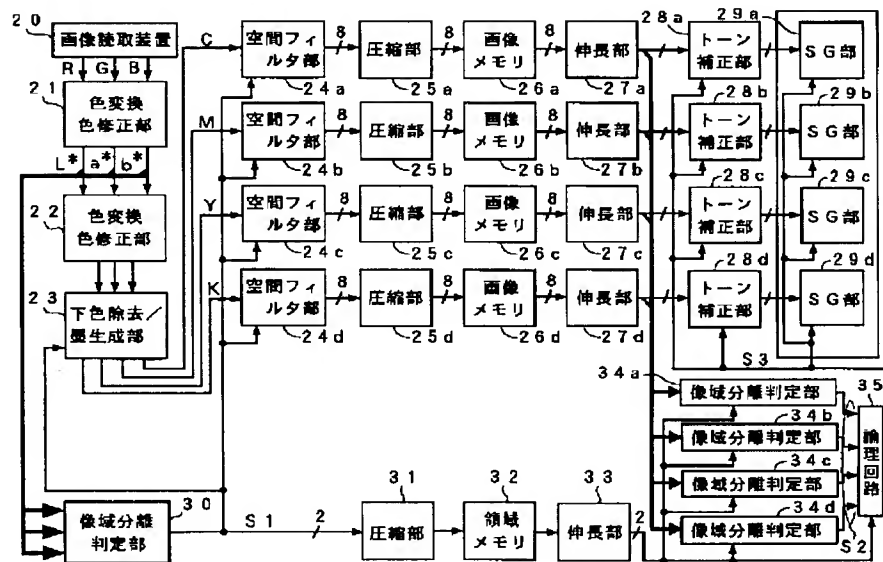 20
画像読取装置
R G B
21
色変換
色修正部
L* a* b*
22
色変換
色修正部
23
下色除去／
墨生成部
C
空間フィ
ルタ部
24a
8
圧縮部
25a
8
画像
メモリ
26a
8
伸長部
27a
28a
トーン
補正部
29a
SG部
M
空間フィ
ルタ部
24b
8
圧縮部
25b
8
画像
メモリ
26b
8
伸長部
27b
28b
トーン
補正部
29b
SG部
Y
空間フィ
ルタ部
24c
8
圧縮部
25c
8
画像
メモリ
26c
8
伸長部
27c
28c
トーン
補正部
29c
SG部
K
空間フィ
ルタ部
24d
8
圧縮部
25d
8
画像
メモリ
26d
8
伸長部
27d
28d
トーン
補正部
29d
SG部
S3
34a
像域分離判定部
34b
像域分離判定部
34c
像域分離判定部
34d
像域分離判定部
35
論理回路
S2
30
像域分離
判定部
S1
2
31
圧縮部
32
領域
メモリ
33
伸長部
2